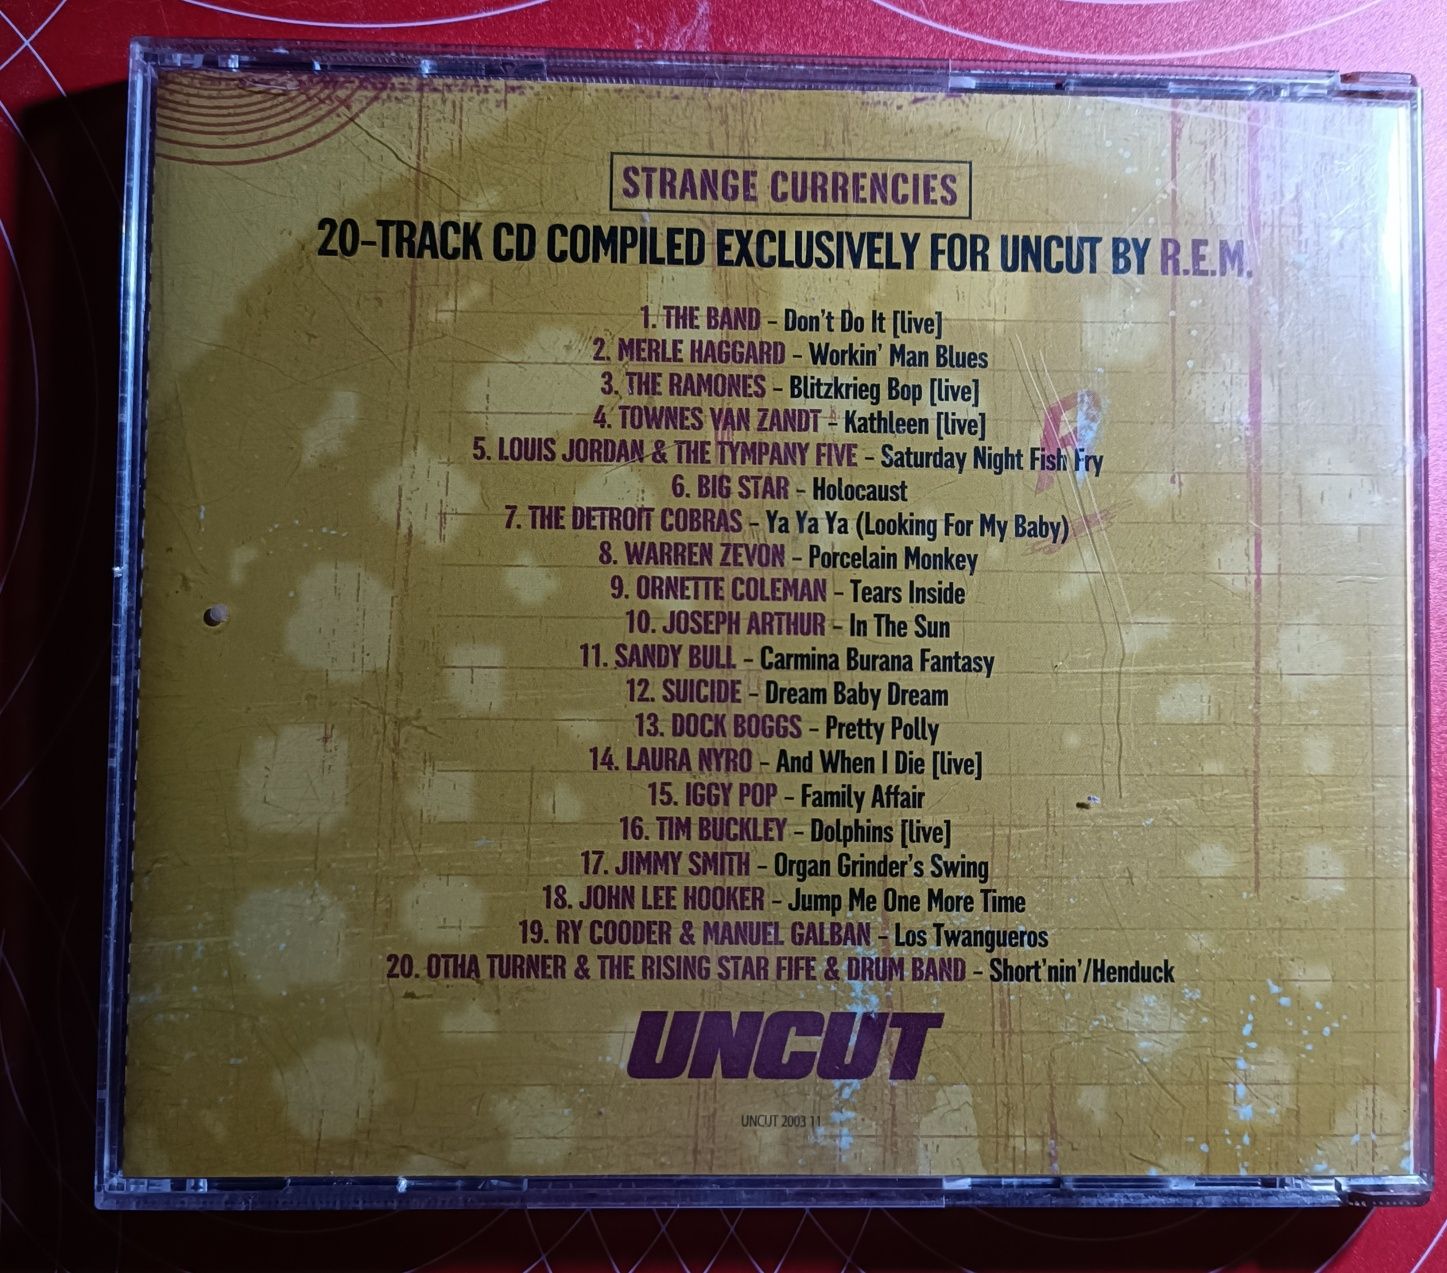 STRANGE CURRENCIES
20-TRACK CD COMPILED EXCLUSIVELY FOR UNCUT BY R.E.M.
1. THE BAND – Don't Do It [live]
2. MERLE HAGGARD – Workin' Man Blues
3. THE RAMONES – Blitzkrieg Bop [live]
4. TOWNES VAN ZANDT – Kathleen [live]
5. LOUIS JORDAN & THE TYMPANY FIVE – Saturday Night Fish Fry
6. BIG STAR – Holocaust
7. THE DETROIT COBRAS – Ya Ya Ya (Looking For My Baby)
8. WARREN ZEVON – Porcelain Monkey
9. ORNETTE COLEMAN – Tears Inside
10. JOSEPH ARTHUR – In The Sun
11. SANDY BULL – Carmina Burana Fantasy
12. SUICIDE – Dream Baby Dream
13. DOCK BOGGS – Pretty Polly
14. LAURA NYRO – And When I Die [live]
15. IGGY POP – Family Affair
16. TIM BUCKLEY – Dolphins [live]
17. JIMMY SMITH – Organ Grinder's Swing
18. JOHN LEE HOOKER – Jump Me One More Time
19. RY COODER & MANUEL GALBAN – Los Twangueros
20. OTHA TURNER & THE RISING STAR FIFE & DRUM BAND – Short'nin'/Henduck
UNCUT
UNCUT 2003 11